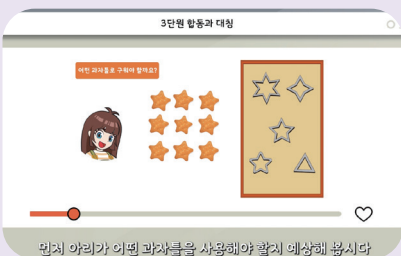 3단원 합동과 대칭
어떤 과자틀로 구워야 할까요?
먼저 아리가 어떤 과자틀을 사용해야 할지 예상해 봅시다